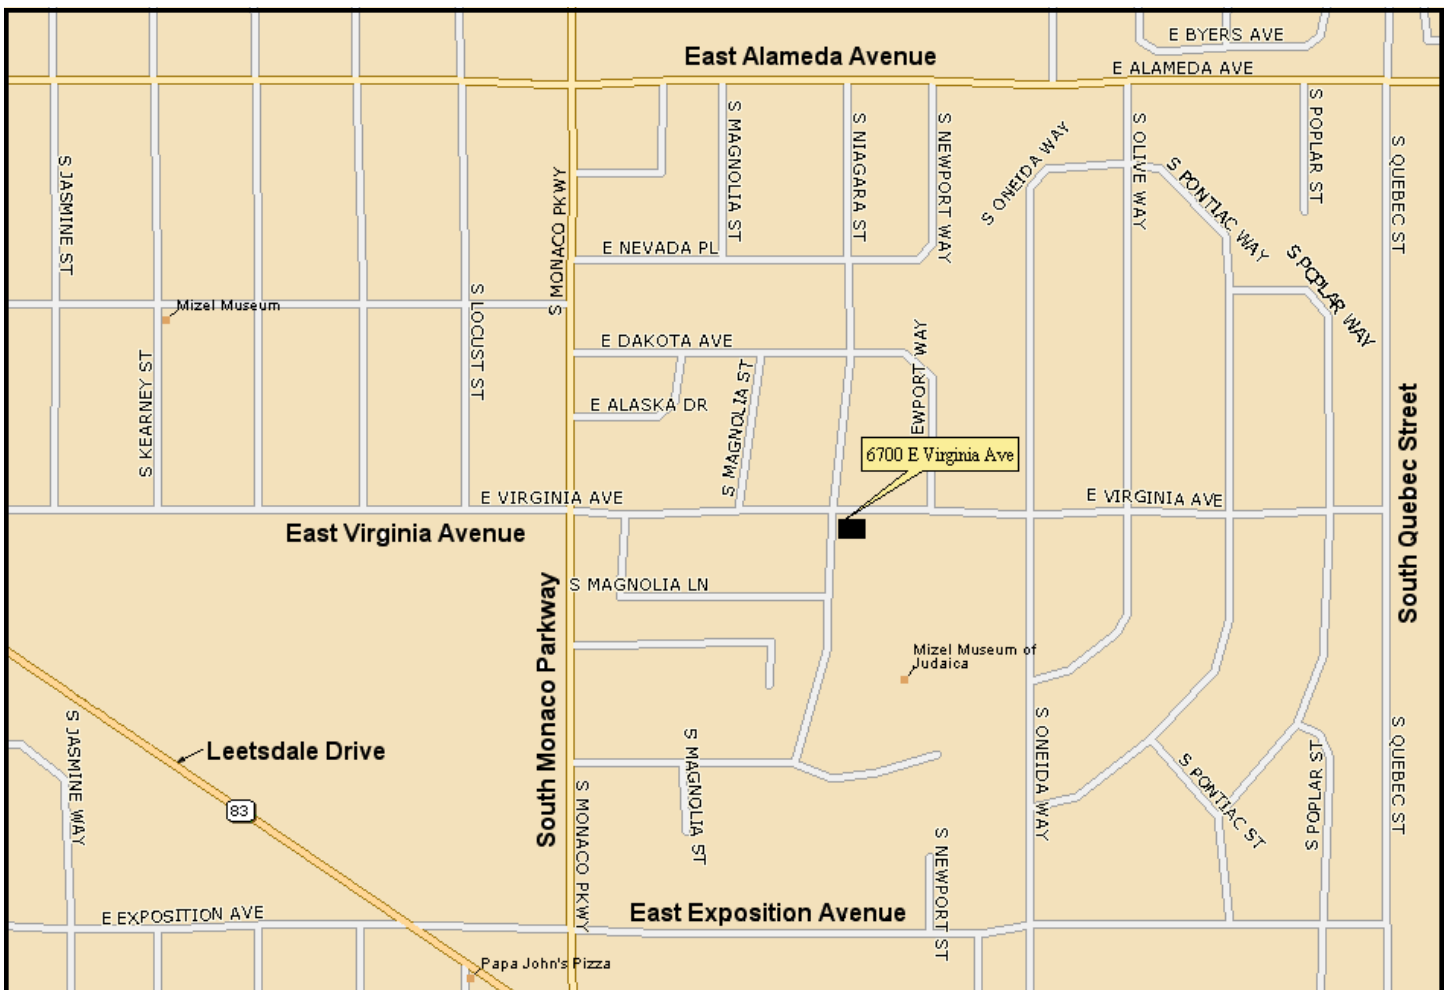 E BYERS AVE
East Alameda Avenue
E ALAMEDA AVE
S JASMINE ST
S MONACO PKWY
S MAGNOLIA ST
S NIAGARA ST
S NEWPORT WAY
S ONEIDA WAY
S OLIVE WAY
S PONTIAC WAY
S POPLAR ST
S QUEBEC ST
E NEVADA PL
S POPLAR WAY
Mizel Museum
S LOCUST ST
E DAKOTA AVE
S KEARNEY ST
E ALASKA DR
S MAGNOLIA ST
EWPORT WAY
6700 E Virginia Ave
South Quebec Street
E VIRGINIA AVE
E VIRGINIA AVE
East Virginia Avenue
S MAGNOLIA LN
South Monaco Parkway
Mizel Museum of
Judaica
S JASMINE WAY
Leetsdale Drive
83
S MONACO PKWY
S MAGNOLIA ST
S ONEIDA WAY
S PONTIAC ST
S POPLAR ST
S QUEBEC ST
S NEWPORT ST
E EXPOSITION AVE
East Exposition Avenue
Papa John's Pizza